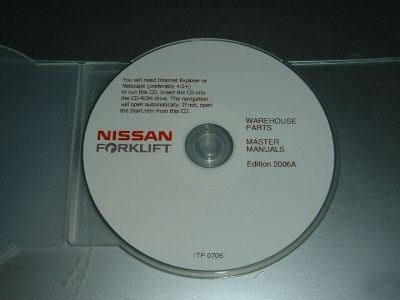 You will need Internet Explorer or
Netscape (preferably 4.0+)
to run this CD. Insert the CD into
the CD-ROM drive. The navigation
will open automatically. If not, open
the Start.htm from this CD.
NISSAN
FORKLIFT
WAREHOUSE
PARTS
MASTER
MANUALS
Edition 2006A
ITP 0706